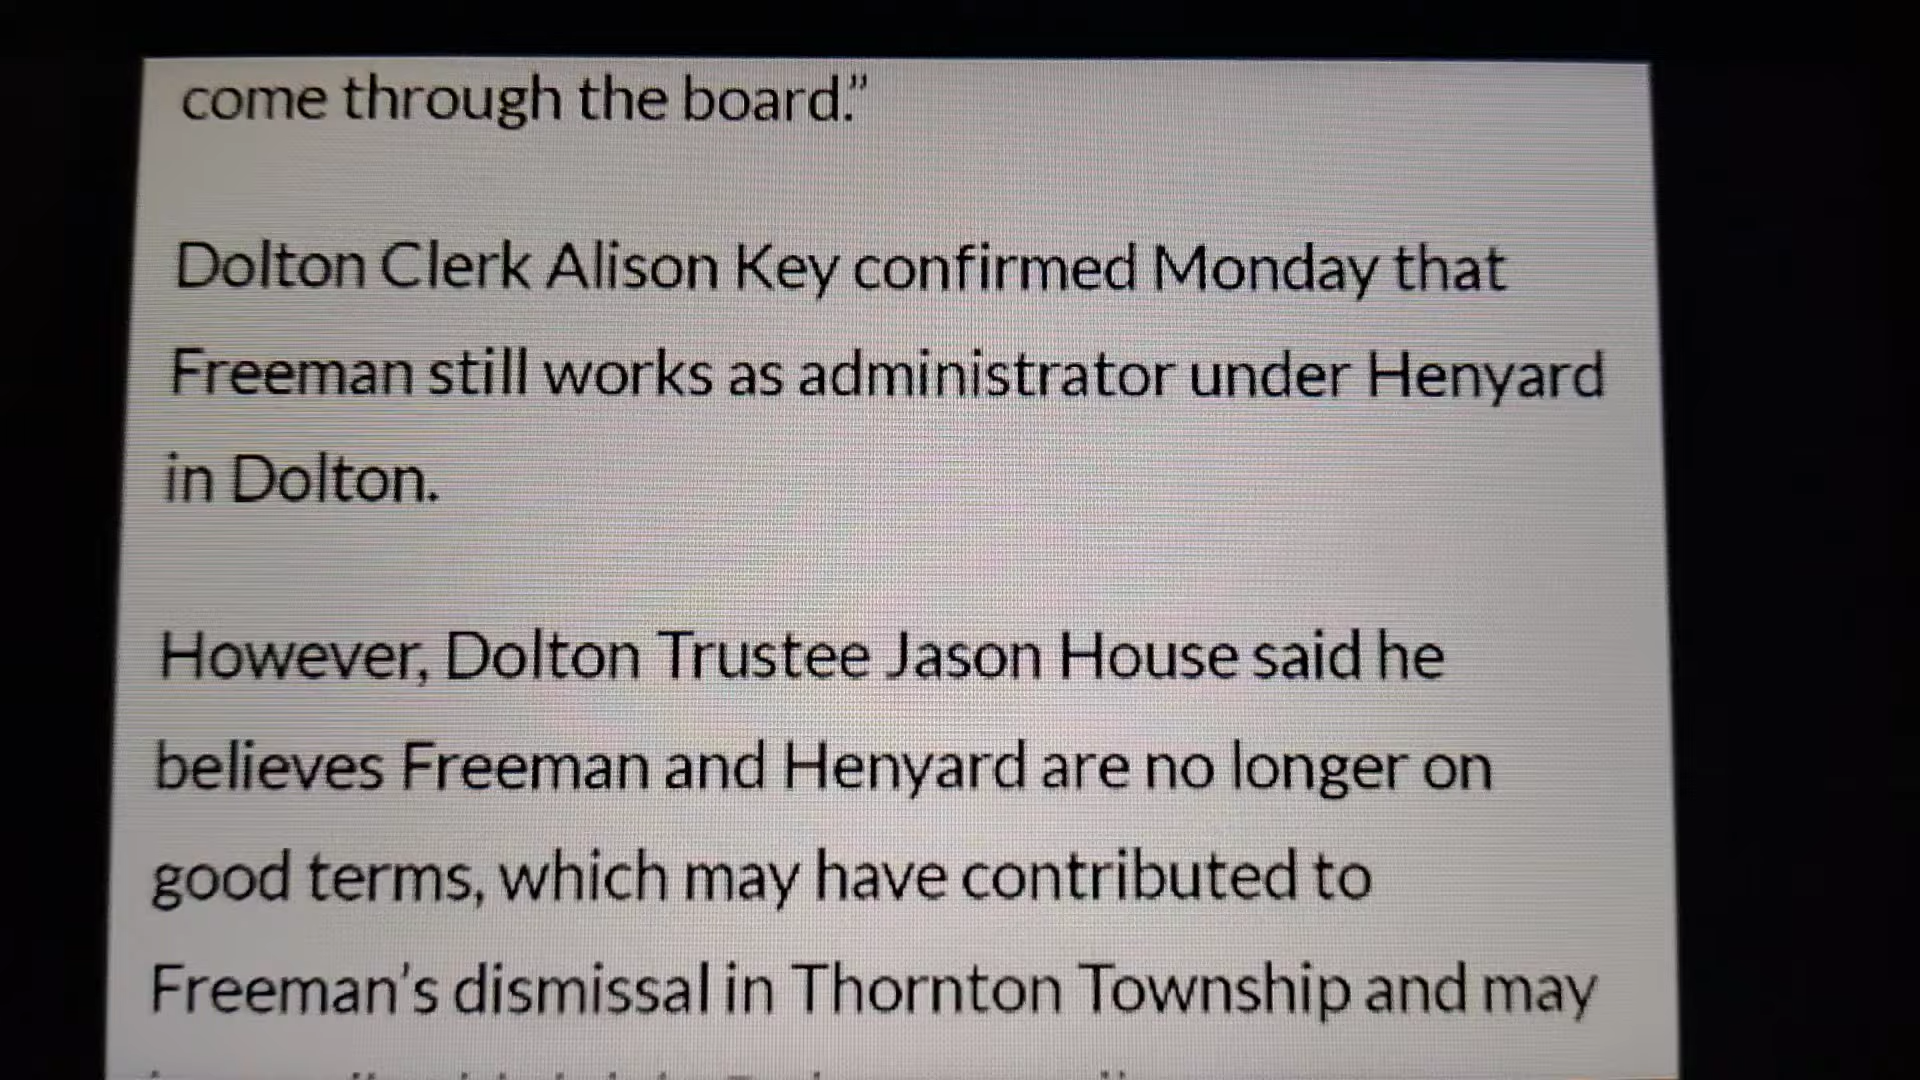 come through the board.”
Dolton Clerk Alison Key confirmed Monday that
Freeman still works as administrator under Henyard
in Dolton.
However, Dolton Trustee Jason House said he
believes Freeman and Henyard are no longer on
good terms, which may have contributed to
Freeman’s dismissal in Thornton Township and may